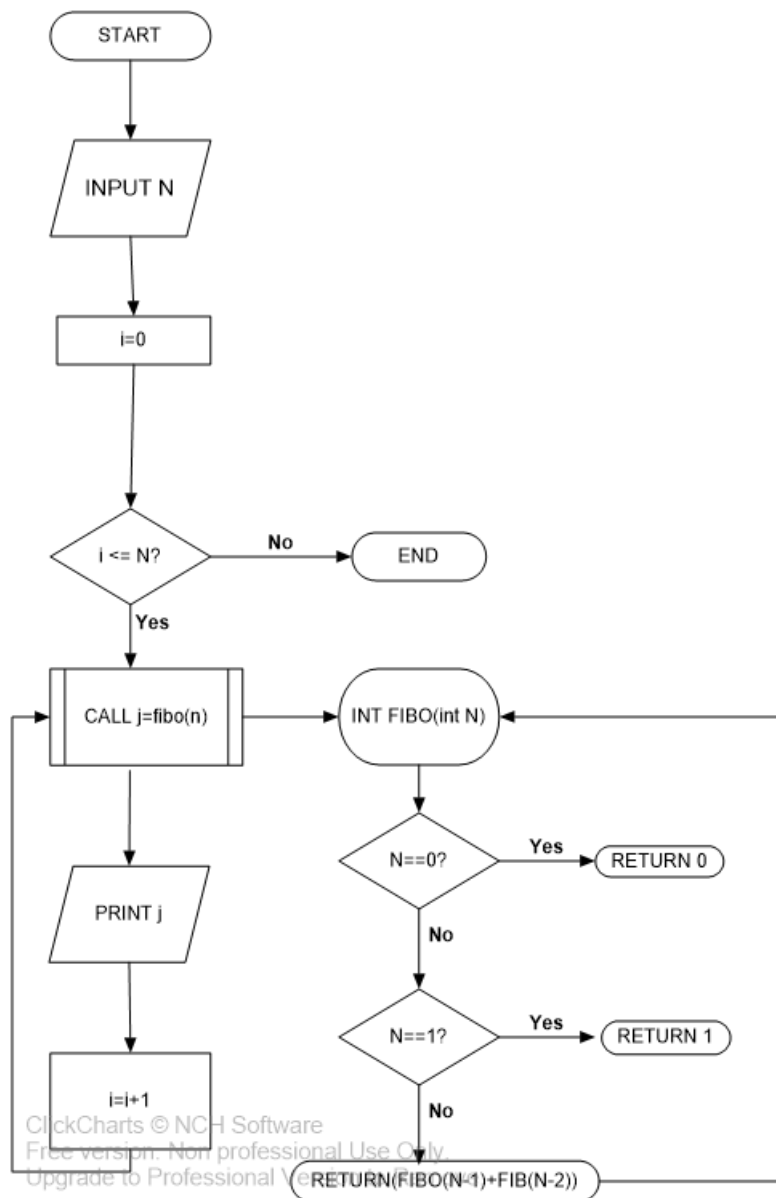 START
INPUT N
i=0
i <= N?
No
END
Yes
CALL j=fibo(n)
INT FIBO(int N)
N==0?
Yes
RETURN 0
PRINT j
No
N==1?
Yes
RETURN 1
i=i+1
No
ClickCharts © NCH Software
Free version. Non professional Use Only.
Upgrade to Professional
RETURN(FIBO(N-1)+FIB(N-2))